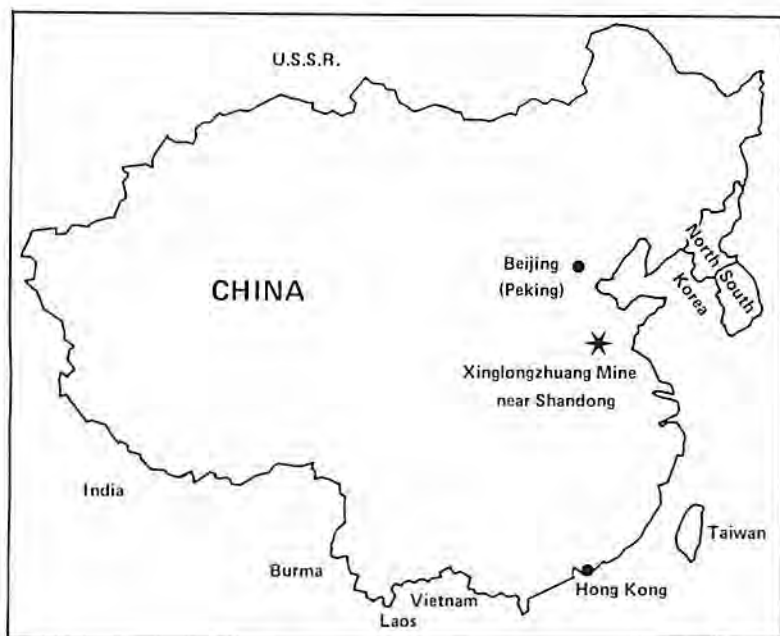 U.S.S.R.
Beijing
(Peking)
North South
Korea
CHINA
Xinglongzhuang Mine
near Shandong
India
Taiwan
Burma
Hong Kong
Vietnam
Laos